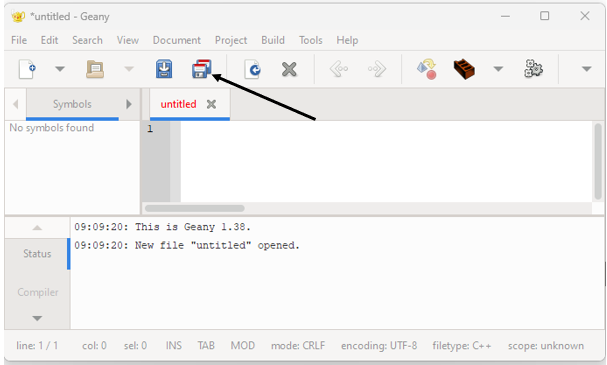 *untitled - Geany
File Edit Search View Document Project Build Tools Help
Symbols
untitled
No symbols found
1
09:09:20: This is Geany 1.38.
09:09:20: New file "untitled" opened.
Status
Compiler
line: 1 / 1 col: 0 sel: 0 INS TAB MOD mode: CRLF encoding: UTF-8 filetype: C++ scope: unknown